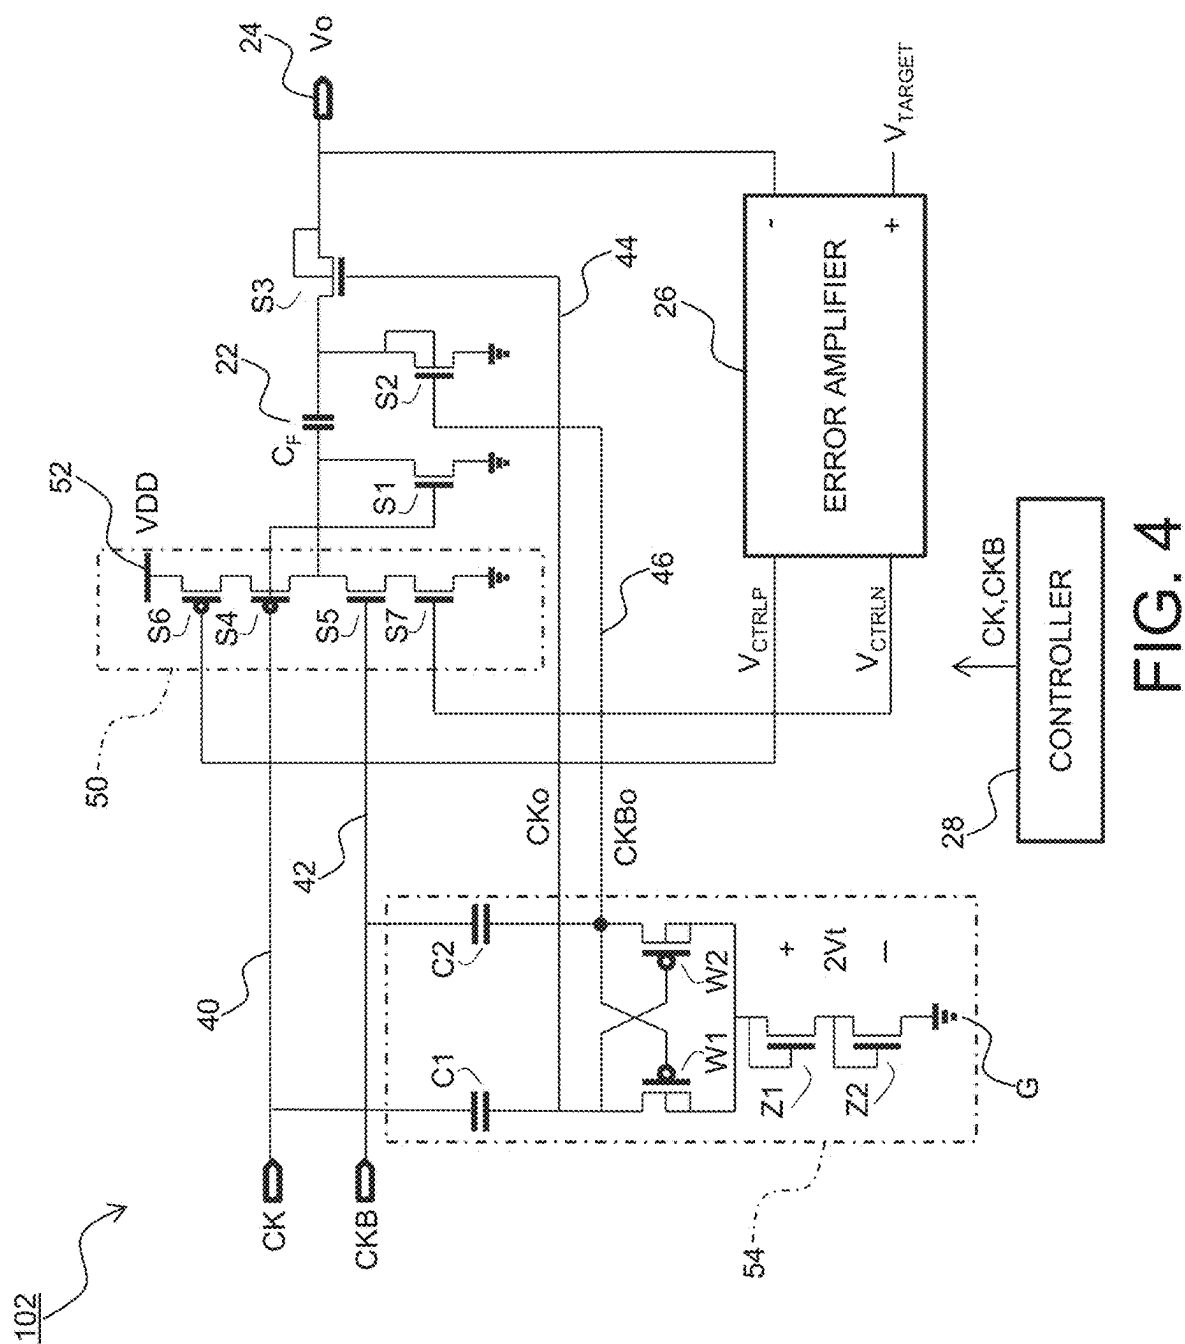 102
CK
CKB
40
42
50
52
VDD
S6
S4
S5
S7
S1
CF
22
S2
S3
24
Vo
44
46
CKo
CKBo
C1
C2
W1
W2
Z1
Z2
+
2Vt
–
G
54
VCTRLP
VCTRLN
26
ERROR AMPLIFIER
-
+
VTARGET
28
CONTROLLER
CK,CKB
FIG. 4